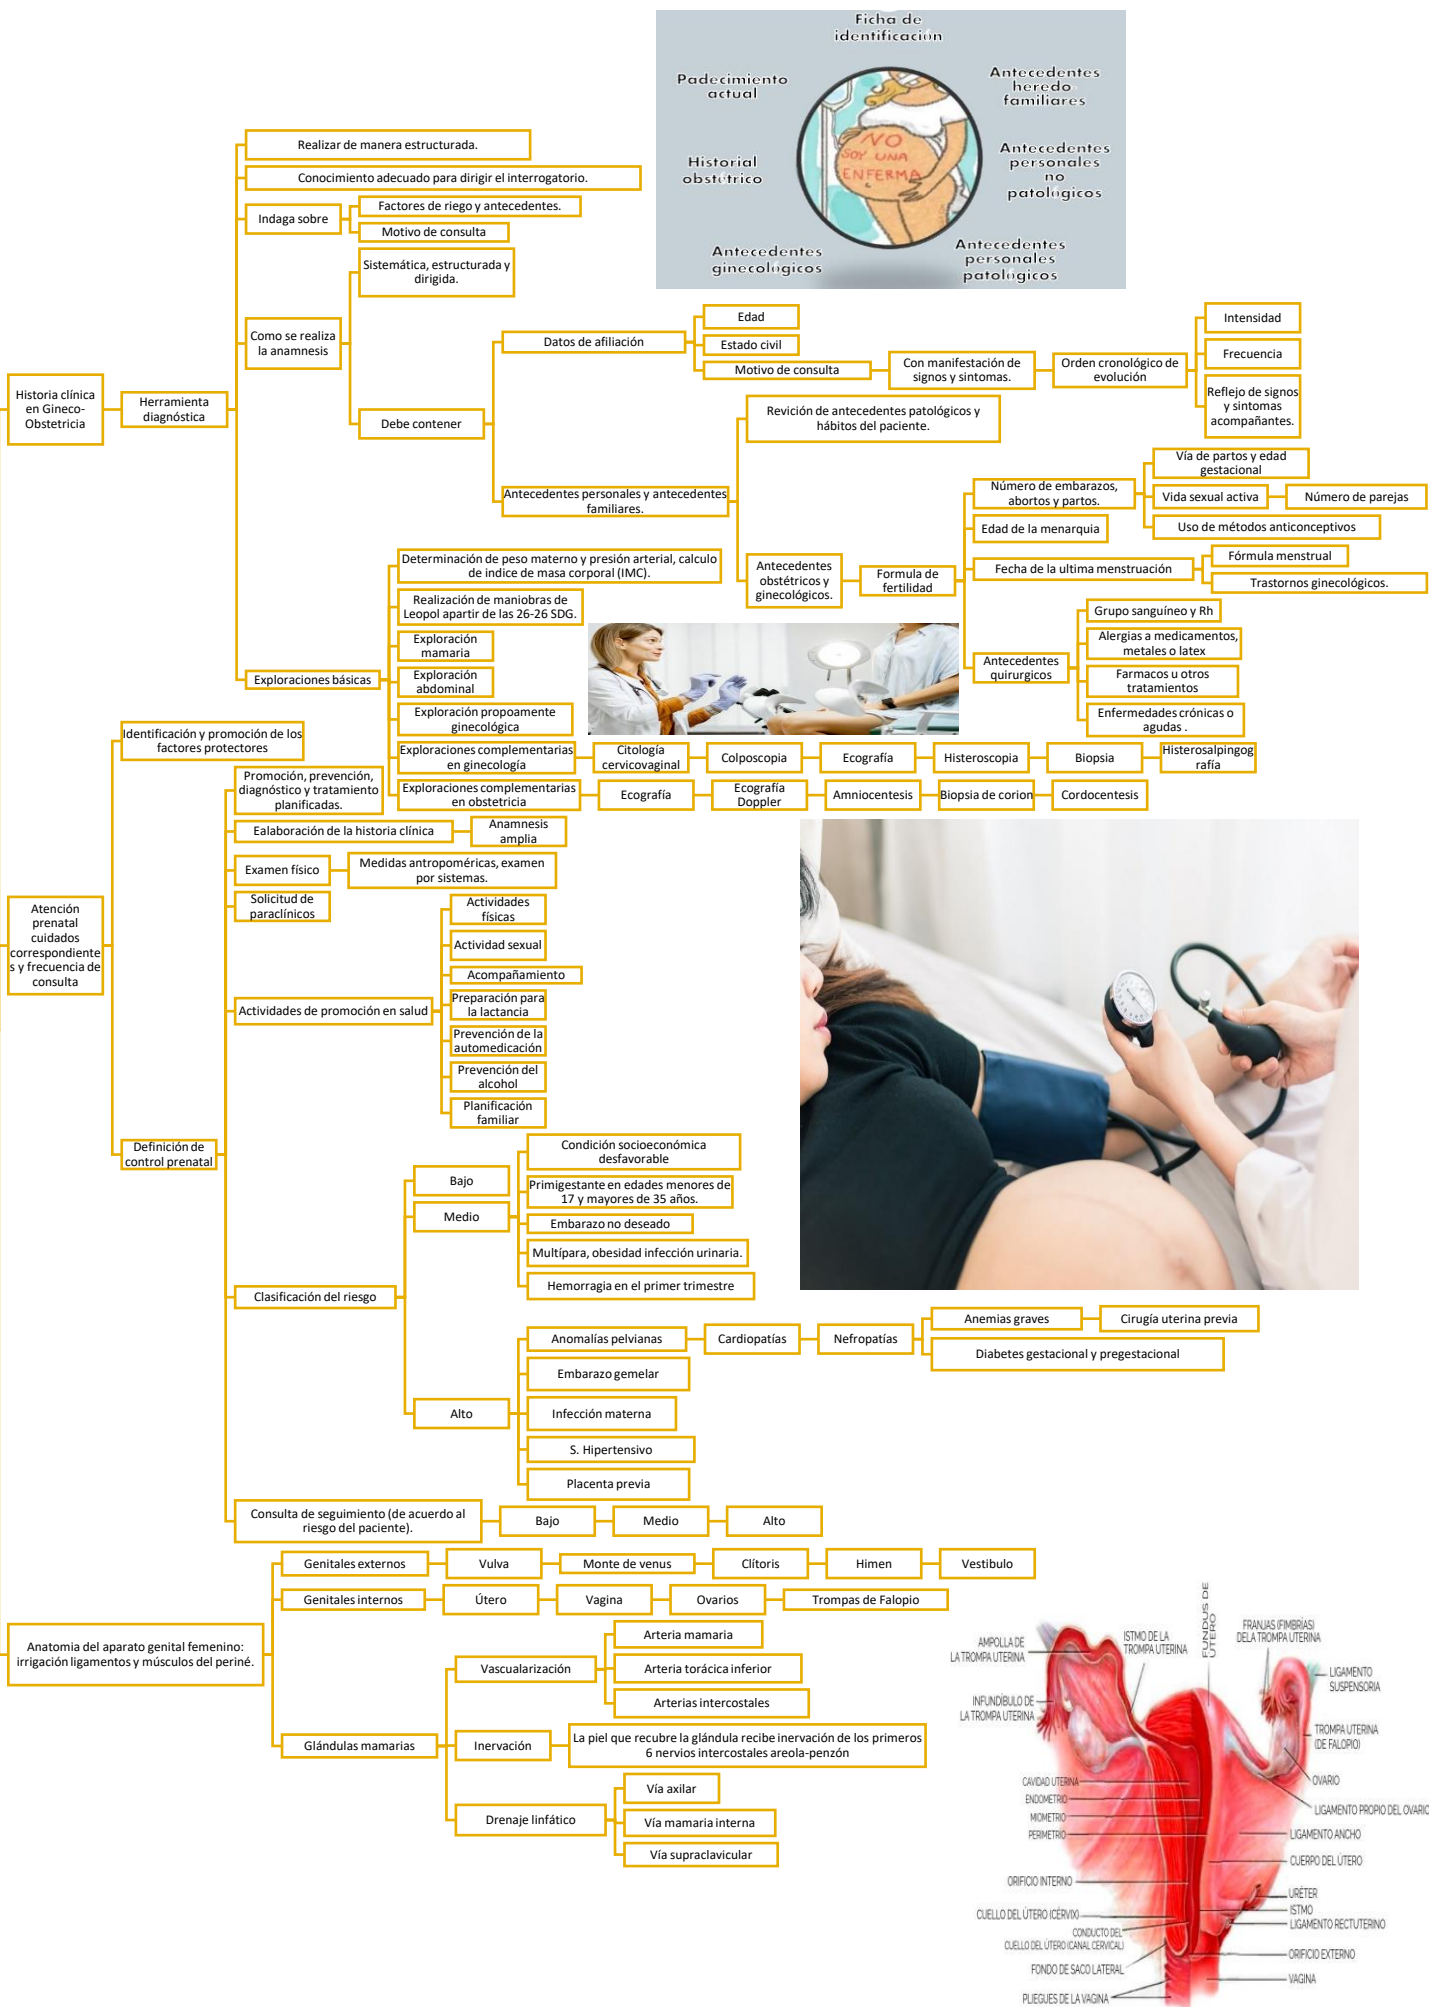 Ficha de
identificación
Padecimiento
actual
Antecedentes
heredo
familiares
Historial
obstétrico
Antecedentes
personales
no
patológicos
Antecedentes
ginecológicos
Antecedentes
personales
patológicos
NO
SOY UNA
ENFERMA
Historia clínica
en Gineco-
Obstetricia
Herramienta
diagnóstica
Realizar de manera estructurada.
Conocimiento adecuado para dirigir el interrogatorio.
Indaga sobre
Factores de riego y antecedentes.
Motivo de consulta
Como se realiza
la anamnesis
Sistemática, estructurada y
dirigida.
Debe contener
Datos de afiliación
Edad
Estado civil
Motivo de consulta
Con manifestación de
signos y sintomas.
Orden cronológico de
evolución
Intensidad
Frecuencia
Reflejo de signos
y sintomas
acompañantes.
Antecedentes personales y antecedentes
familiares.
Revición de antecedentes patológicos y
hábitos del paciente.
Antecedentes
obstétricos y
ginecológicos.
Formula de
fertilidad
Número de embarazos,
abortos y partos.
Vía de partos y edad
gestacional
Vida sexual activa
Número de parejas
Uso de métodos anticonceptivos
Edad de la menarquia
Fecha de la ultima menstruación
Fórmula menstrual
Trastornos ginecológicos.
Antecedentes
quirurgicos
Grupo sanguíneo y Rh
Alergias a medicamentos,
metales o latex
Farmacos u otros
tratamientos
Enfermedades crónicas o
agudas .
Exploraciones básicas
Determinación de peso materno y presión arterial, calculo
de indice de masa corporal (IMC).
Realización de maniobras de
Leopol apartir de las 26-26 SDG.
Exploración
mamaria
Exploración
abdominal
Exploración propoamente
ginecológica
Exploraciones complementarias
en ginecología
Citología
cervicovaginal
Colposcopia
Ecografía
Histeroscopia
Biopsia
Histerosalpingog
rafía
Exploraciones complementarias
en obstetricia
Ecografía
Ecografía
Doppler
Amniocentesis
Biopsia de corion
Cordocentesis
Atención
prenatal
cuidados
correspondiente
s y frecuencia de
consulta
Identificación y promoción de los
factores protectores
Definición de
control prenatal
Promoción, prevención,
diagnóstico y tratamiento
planificadas.
Ealaboración de la historia clínica
Anamnesis
amplia
Examen físico
Medidas antropoméricas, examen
por sistemas.
Solicitud de
paraclínicos
Actividades de promoción en salud
Actividades
físicas
Actividad sexual
Acompañamiento
Preparación para
la lactancia
Prevención de la
automedicación
Prevención del
alcohol
Planificación
familiar
Clasificación del riesgo
Bajo
Medio
Condición socioeconómica
desfavorable
Primigestante en edades menores de
17 y mayores de 35 años.
Embarazo no deseado
Multípara, obesidad infección urinaria.
Hemorragia en el primer trimestre
Alto
Anomalías pelvianas
Cardiopatías
Nefropatías
Anemias graves
Cirugía uterina previa
Diabetes gestacional y pregestacional
Embarazo gemelar
Infección materna
S. Hipertensivo
Placenta previa
Consulta de seguimiento (de acuerdo al
riesgo del paciente).
Bajo
Medio
Alto
Anatomia del aparato genital femenino:
irrigación ligamentos y músculos del periné.
Genitales externos
Vulva
Monte de venus
Clítoris
Himen
Vestibulo
Genitales internos
Útero
Vagina
Ovarios
Trompas de Falopio
Glándulas mamarias
Vascualarización
Arteria mamaria
Arteria torácica inferior
Arterias intercostales
Inervación
La piel que recubre la glándula recibe inervación de los primeros
6 nervios intercostales areola-penzón
Drenaje linfático
Vía axilar
Vía mamaria interna
Vía supraclavicular
AMPOLLA DE
LA TROMPA UTERINA
ISTMO DE LA
TROMPA UTERINA
FUNDUS DE
ÚTERO
FRANJAS (FIMBRÍAS)
DELA TROMPA UTERINA
LIGAMENTO
SUSPENSORIA
INFUNDÍBULO DE
LA TROMPA UTERINA
TROMPA UTERINA
(DE FALOPIO)
OVARIO
LIGAMENTO PROPIO DEL OVARIO
CAVIDAD UTERINA
ENDOMETRIO
MIOMETRIO
PERIMETRIO
LIGAMENTO ANCHO
CUERPO DEL ÚTERO
ORIFICIO INTERNO
URÉTER
ISTMO
LIGAMENTO RECTUTERINO
CUELLO DEL ÚTERO (CÉRVIX)
CONDUCTO DEL
CUELLO DEL ÚTERO (CANAL CERVICAL)
ORIFICIO EXTERNO
FONDO DE SACO LATERAL
VAGINA
PLIEGUES DE LA VAGINA